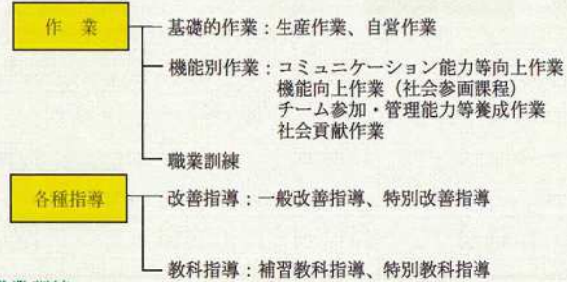 作 業
基礎的作業：生産作業、自営作業
機能別作業：コミュニケーション能力等向上作業
機能向上作業（社会参画課程）
チーム参加・管理能力等養成作業
社会貢献作業
職業訓練
各種指導
改善指導：一般改善指導、特別改善指導
教科指導：補習教科指導、特別教科指導